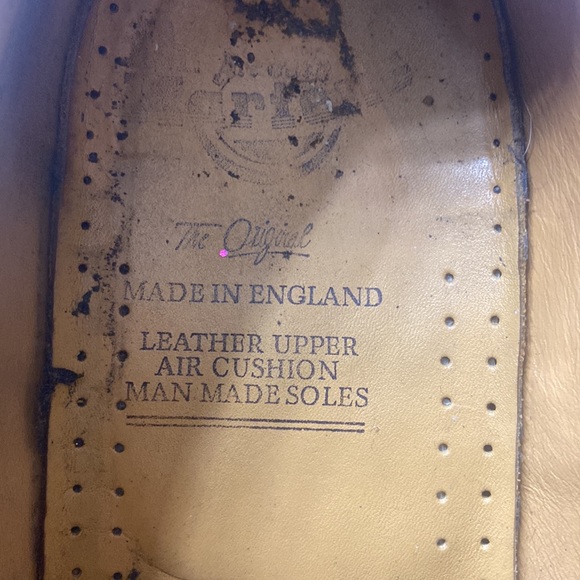 The Original
MADE IN ENGLAND
LEATHER UPPER
AIR CUSHION
MAN MADE SOLES